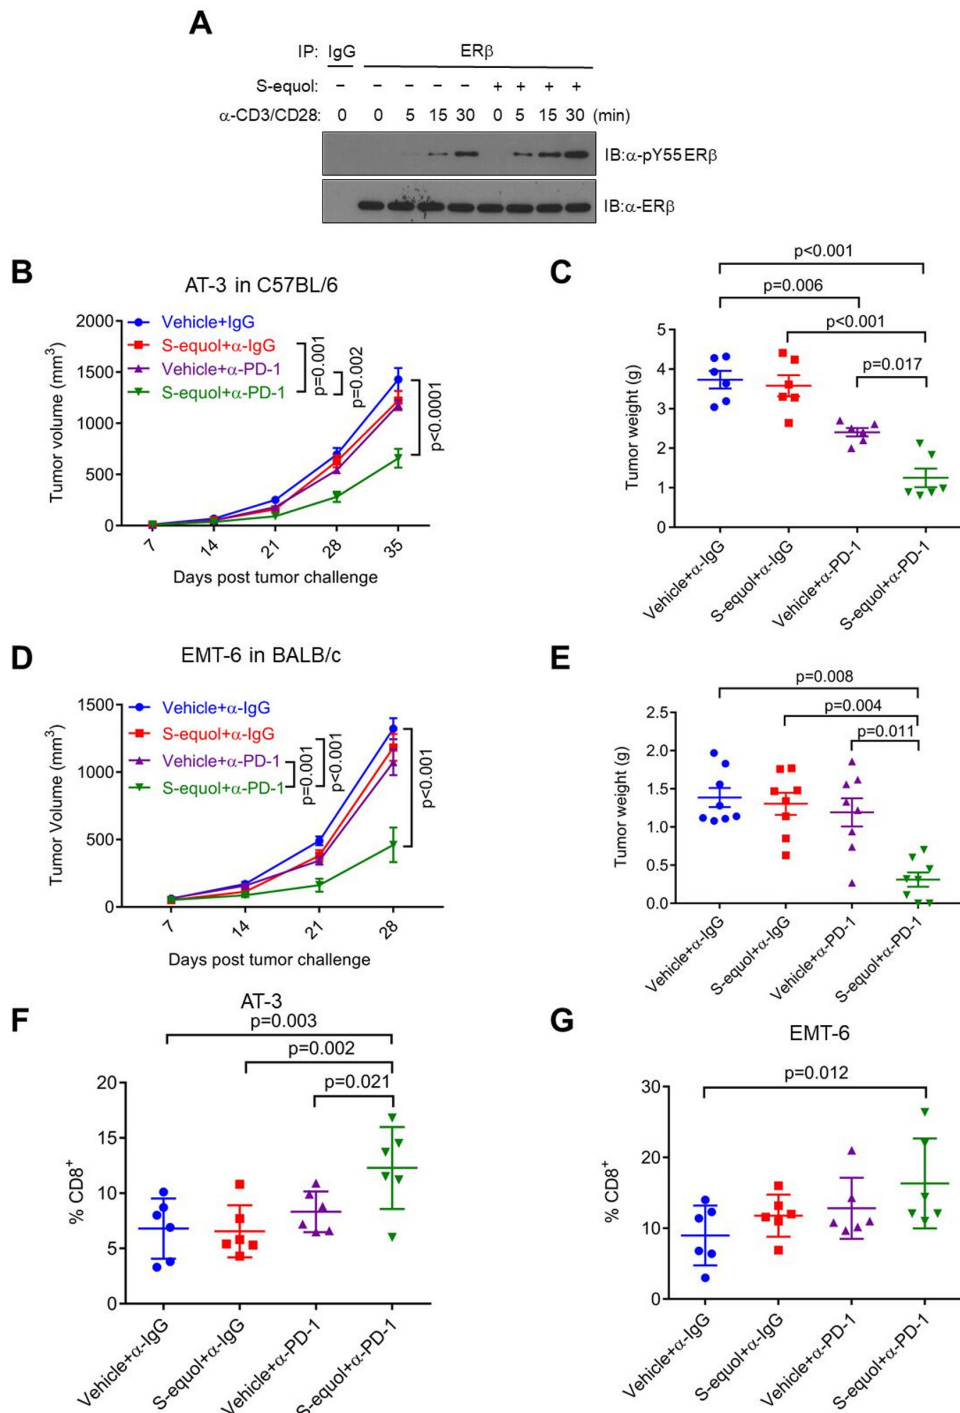 A
IP: IgG ERβ
S-equol: – – – – – + + + +
α-CD3/CD28: 0 0 5 15 30 0 5 15 30 (min)
IB:α-pY55 ERβ
IB:α-ERβ
B
AT-3 in C57BL/6
Vehicle+IgG
S-equol+α-IgG
Vehicle+α-PD-1
S-equol+α-PD-1
p=0.001
p=0.002
p<0.0001
Tumor volume (mm³)
2000
1500
1000
500
0
7 14 21 28 35
Days post tumor challenge
C
p<0.001
p=0.006
p<0.001
p=0.017
Tumor weight (g)
5
4
3
2
1
0
Vehicle+α-IgG
S-equol+α-IgG
Vehicle+α-PD-1
S-equol+α-PD-1
D
EMT-6 in BALB/c
Vehicle+α-IgG
S-equol+α-IgG
Vehicle+α-PD-1
S-equol+α-PD-1
p=0.001
p<0.001
p<0.001
Tumor Volume (mm³)
1500
1000
500
0
7 14 21 28
Days post tumor challenge
E
p=0.008
p=0.004
p=0.011
Tumor weight (g)
2.5
2.0
1.5
1.0
0.5
0.0
Vehicle+α-IgG
S-equol+α-IgG
Vehicle+α-PD-1
S-equol+α-PD-1
F
AT-3
p=0.003
p=0.002
p=0.021
% CD8⁺
20
15
10
5
0
Vehicle+α-IgG
S-equol+α-IgG
Vehicle+α-PD-1
S-equol+α-PD-1
G
EMT-6
p=0.012
% CD8⁺
30
20
10
0
Vehicle+α-IgG
S-equol+α-IgG
Vehicle+α-PD-1
S-equol+α-PD-1